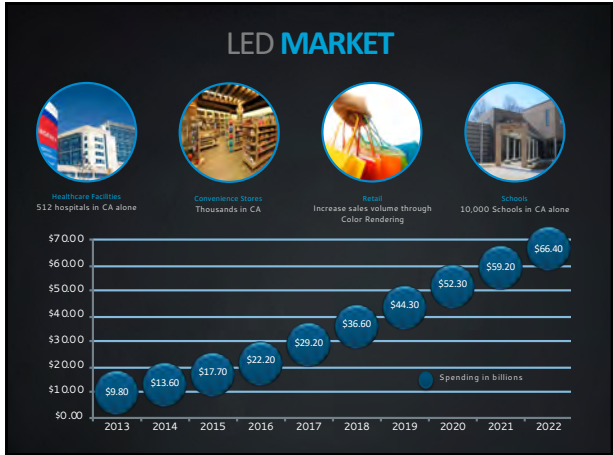 LED MARKET
Healthcare Facilities
512 hospitals in CA alone
Convenience Stores
Thousands in CA
Retail
Increase sales volume through
Color Rendering
Schools
10,000 Schools in CA alone
$70.00
$60.00
$50.00
$40.00
$30.00
$20.00
$10.00
$0.00
$9.80
$13.60
$17.70
$22.20
$29.20
$36.60
$44.30
$52.30
$59.20
$66.40
Spending in billions
2013 2014 2015 2016 2017 2018 2019 2020 2021 2022